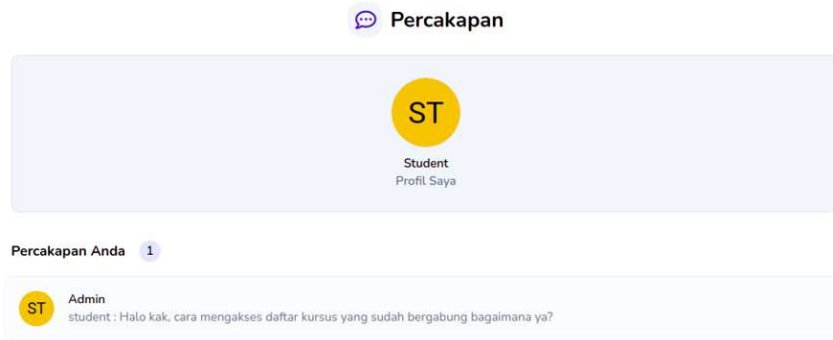 Percakapan
ST
Student
Profil Saya
Percakapan Anda 1
ST
Admin
student : Halo kak, cara mengakses daftar kursus yang sudah bergabung bagaimana ya?